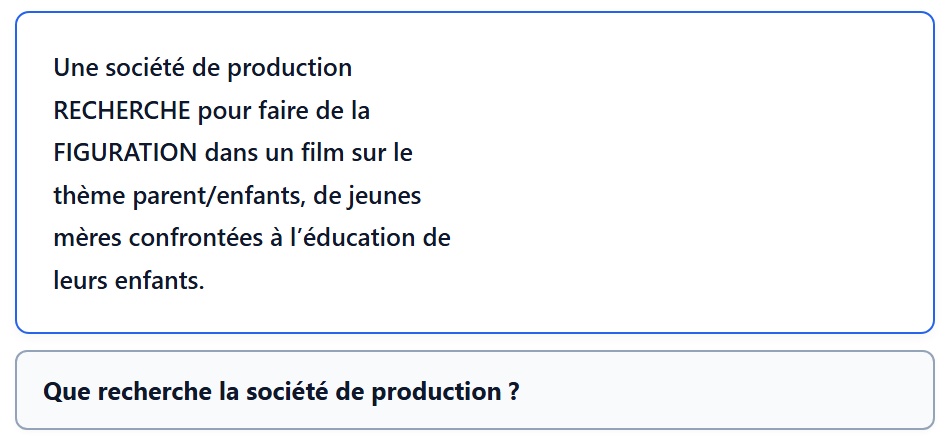 Une société de production
RECHERCHE pour faire de la
FIGURATION dans un film sur le
thème parent/enfants, de jeunes
mères confrontées à l’éducation de
leurs enfants.
Que recherche la société de production ?